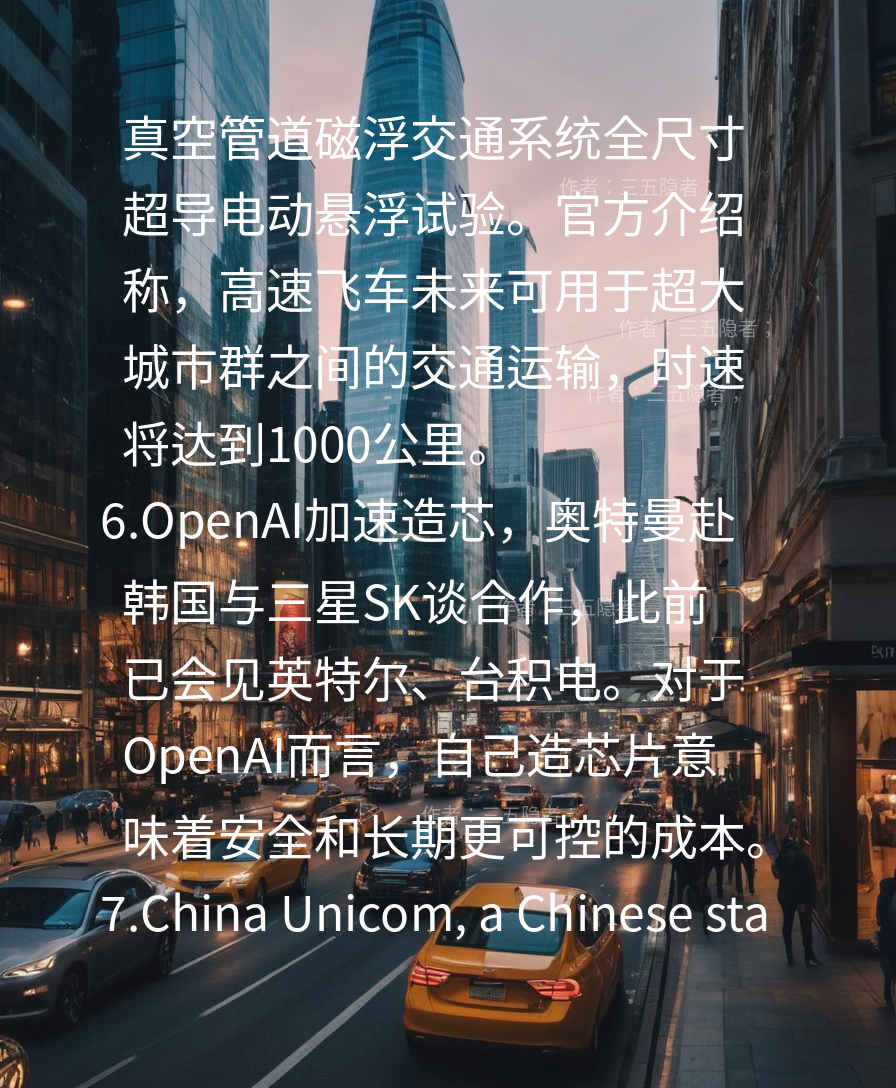 真空管道磁浮交通系统全尺寸
作者：三五隐者；
超导电动悬浮试验。官方介绍
称，高速飞车未来可用于超大
作者：三五隐者；
城市群之间的交通运输，时速
作者：三五隐者；
将达到1000公里。
6.OpenAI加速造芯，奥特曼赴
韩国与三星SK谈合作，此前
作者：三五隐者
已会见英特尔、台积电。对于
OpenAI而言，自己造芯片意
作者：三五隐者；
味着安全和长期更可控的成本。
7.China Unicom, a Chinese sta